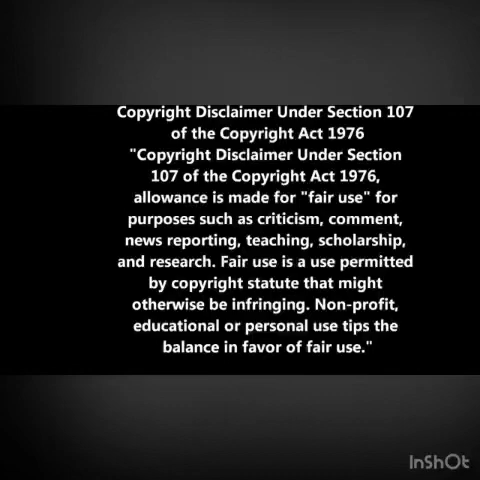 Copyright Disclaimer Under Section 107
of the Copyright Act 1976
"Copyright Disclaimer Under Section
107 of the Copyright Act 1976,
allowance is made for "fair use" for
purposes such as criticism, comment,
news reporting, teaching, scholarship,
and research. Fair use is a use permitted
by copyright statute that might
otherwise be infringing. Non-profit,
educational or personal use tips the
balance in favor of fair use."
InShOt